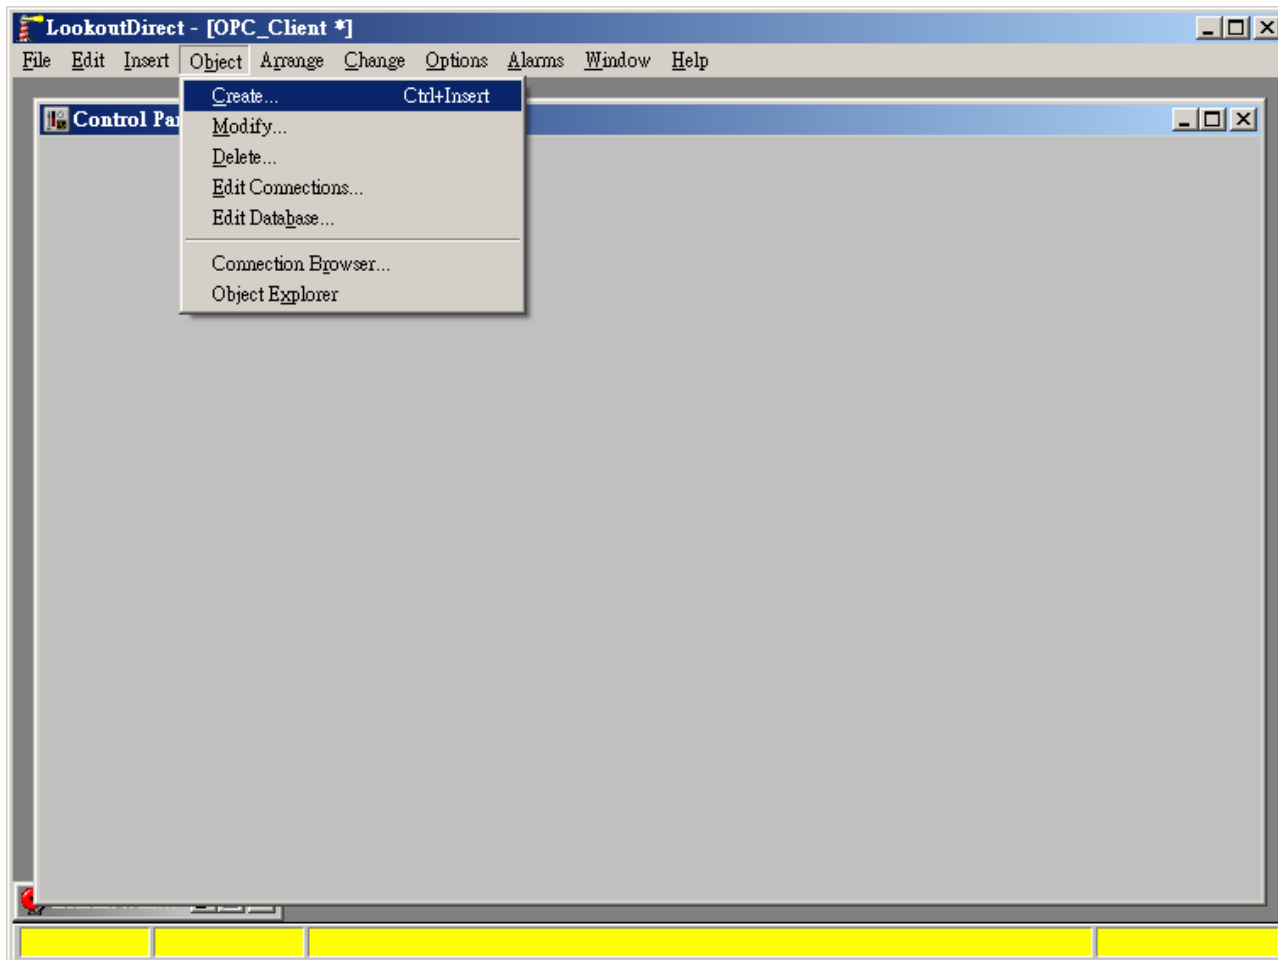 LookoutDirect - [OPC_Client *]
File Edit Insert Object Arrange Change Options Alarms Window Help
Create... Ctrl+Insert
Control Pa
Modify...
Delete...
Edit Connections...
Edit Database...
Connection Browser...
Object Explorer